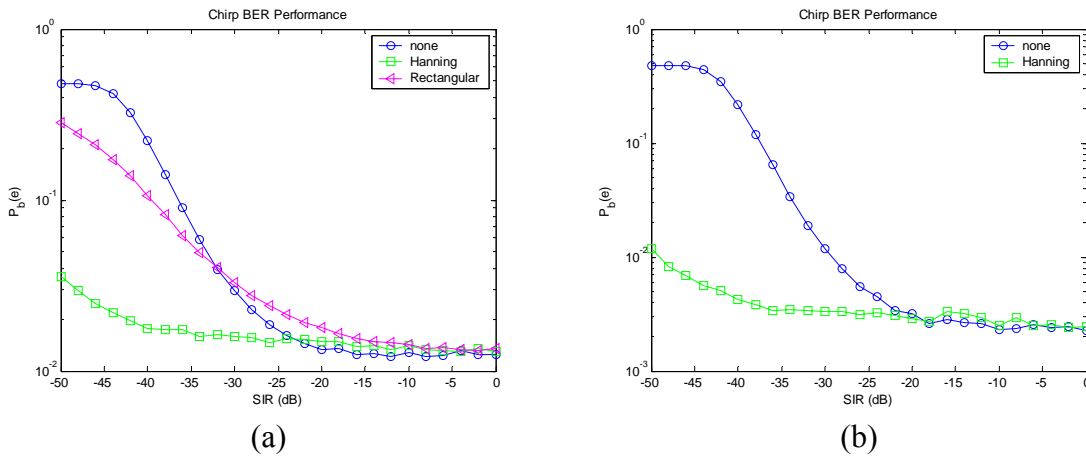 Chirp BER Performance
10^0
10^-1
10^-2
P_b(e)
none
Hanning
Rectangular
-50 -45 -40 -35 -30 -25 -20 -15 -10 -5 0
SIR (dB)
(a)
Chirp BER Performance
10^0
10^-1
10^-2
10^-3
P_b(e)
none
Hanning
-50 -45 -40 -35 -30 -25 -20 -15 -10 -5 0
SIR (dB)
(b)